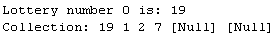 Lottery number 0 is: 19
Collection: 19 1 2 7 [Null] [Null]